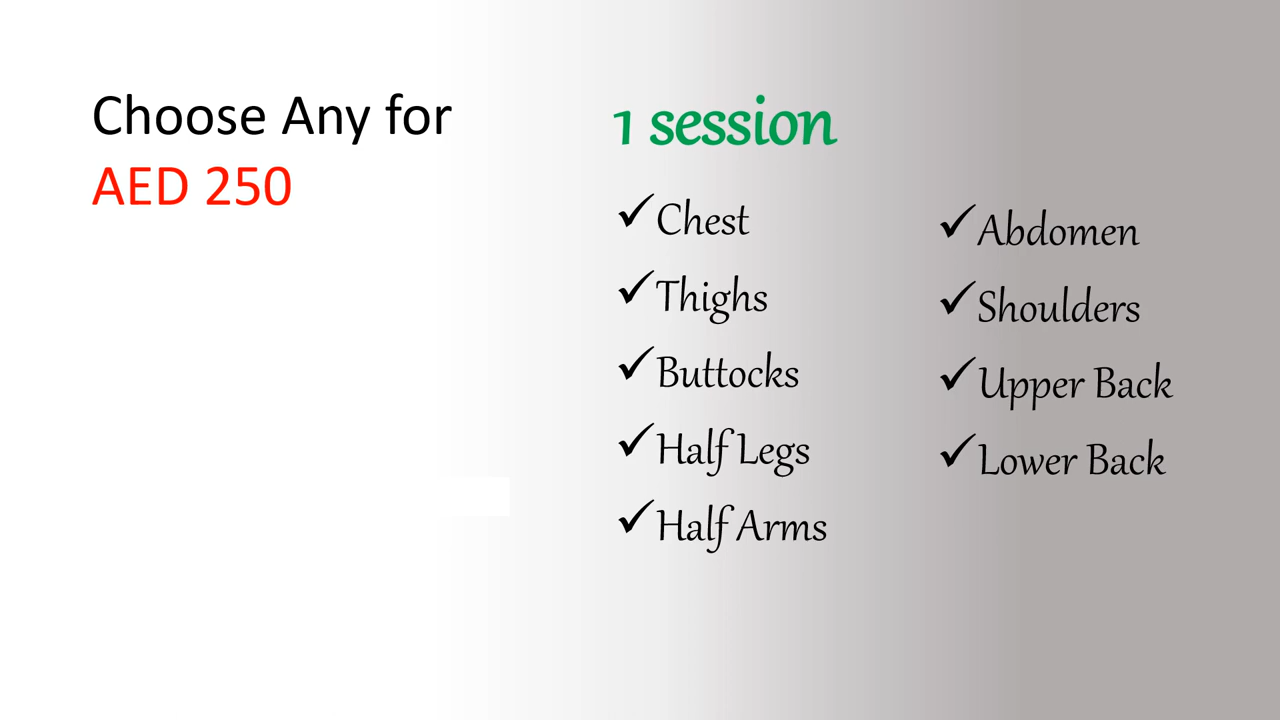 Choose Any for
AED 250
1 session
✓Chest
✓Thighs
✓Buttocks
✓Half Legs
✓Half Arms
✓Abdomen
✓Shoulders
✓Upper Back
✓Lower Back